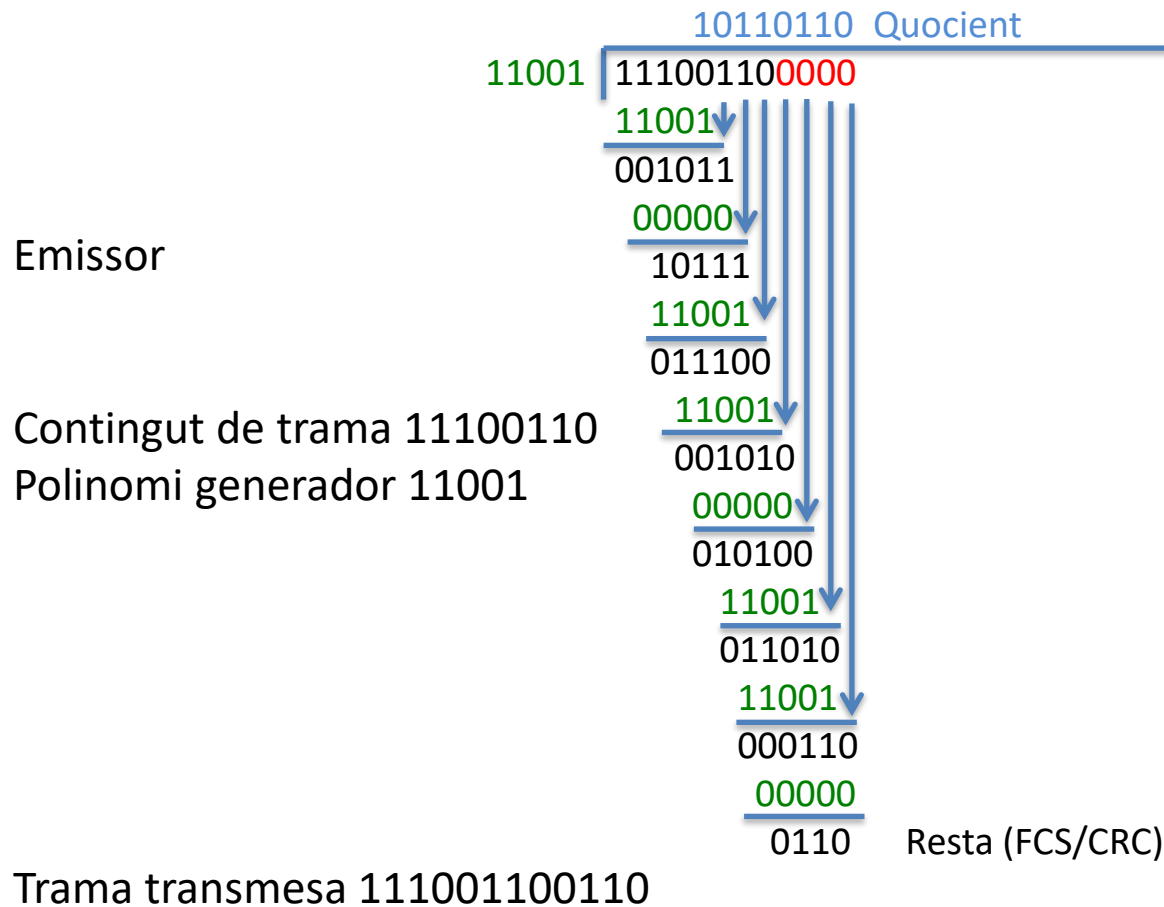 10110110 Quocient
11001 111001100000
11001
001011
00000
Emissor
10111
11001
011100
11001
Contingut de trama 11100110
001010
Polinomi generador 11001
00000
010100
11001
011010
11001
000110
00000
0110 Resta (FCS/CRC)
Trama transmesa 111001100110